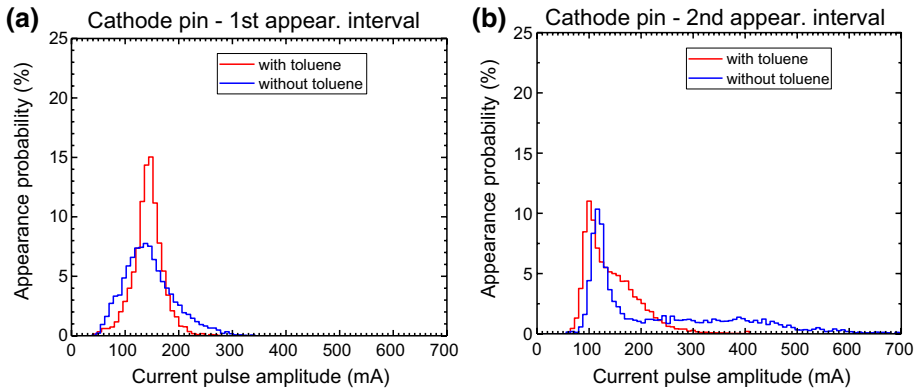 (a) Cathode pin - 1st appear. interval
25
20
15
10
5
0
Appearance probability (%)
with toluene
without toluene
0 100 200 300 400 500 600 700
Current pulse amplitude (mA)
(b) Cathode pin - 2nd appear. interval
25
20
15
10
5
0
Appearance probability (%)
with toluene
without toluene
0 100 200 300 400 500 600 700
Current pulse amplitude (mA)